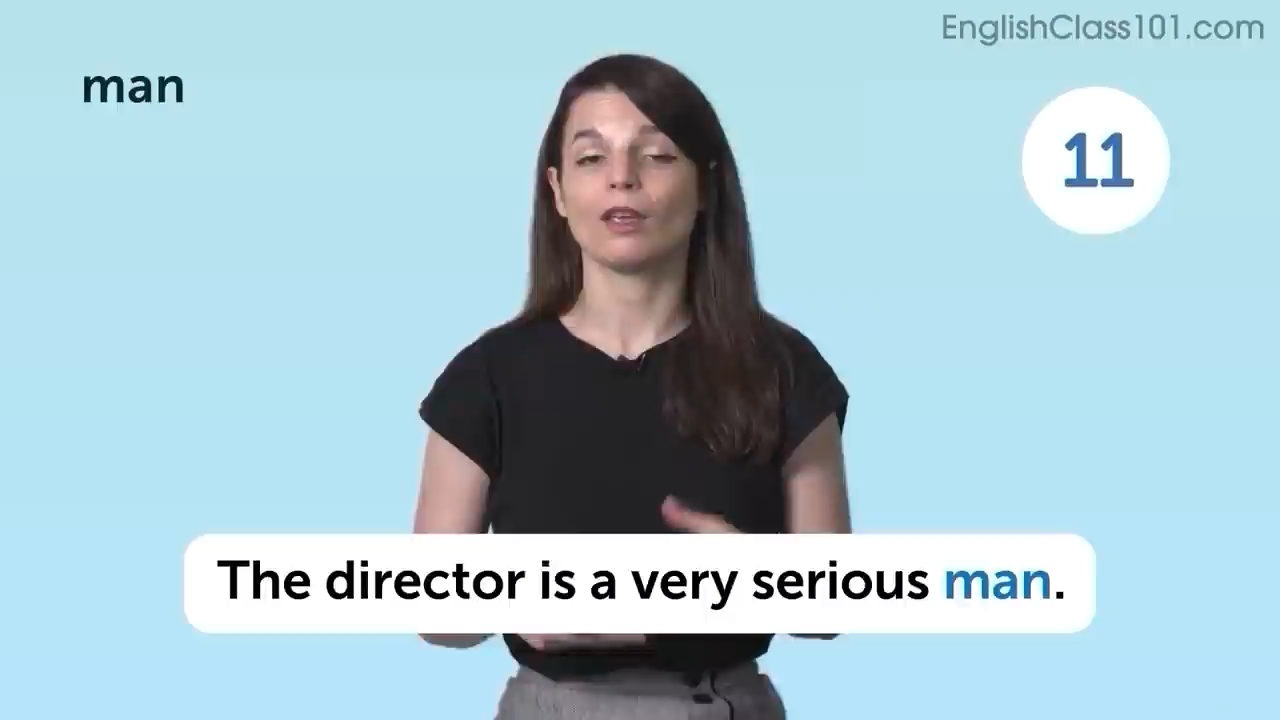 EnglishClass101.com
man
11
The director is a very serious man.